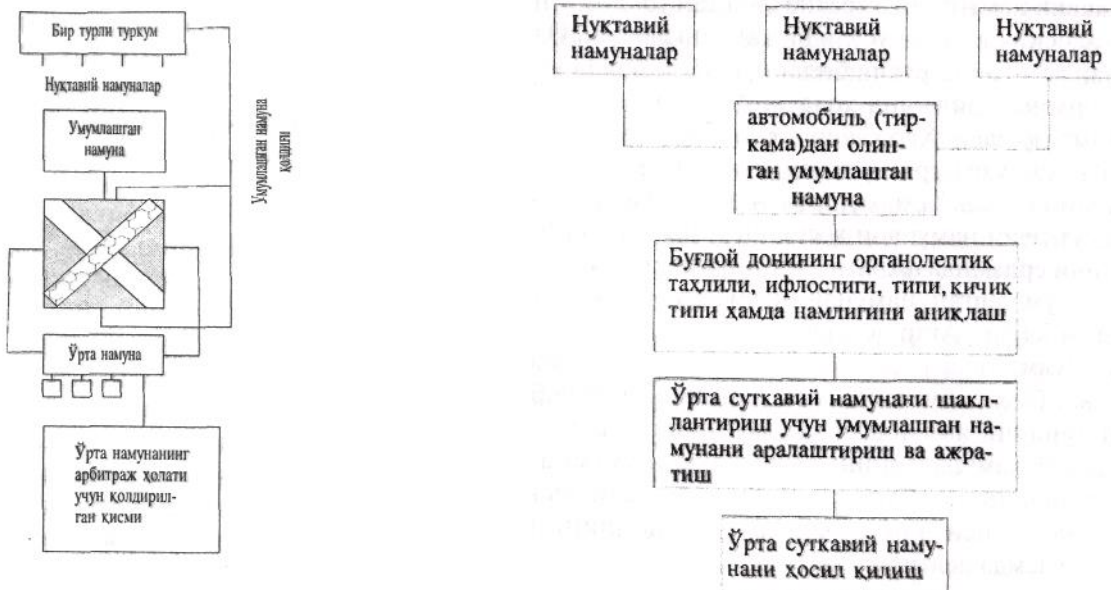 Бир турли туркум
Нуқтавий намуналар
Умумлашган
намуна
Умумлашган намуна
қолдиғи
Ўрта намуна
Ўрта намунанинг
арбитраж ҳолати
учун қолдирил-
ган қисми
Нуқтавий
намуналар
Нуқтавий
намуналар
Нуқтавий
намуналар
автомобиль (тир-
кама)дан олин-
ган умумлашган
намуна
Буғдой донининг органолептик
таҳлили, ифлослиги, типи, кичик
типи ҳамда намлигини аниқлаш
Ўрта суткавий намунани шакл-
лантириш учун умумлашган на-
мунани аралаштириш ва ажра-
тиш
Ўрта суткавий наму-
нани ҳосил қилиш